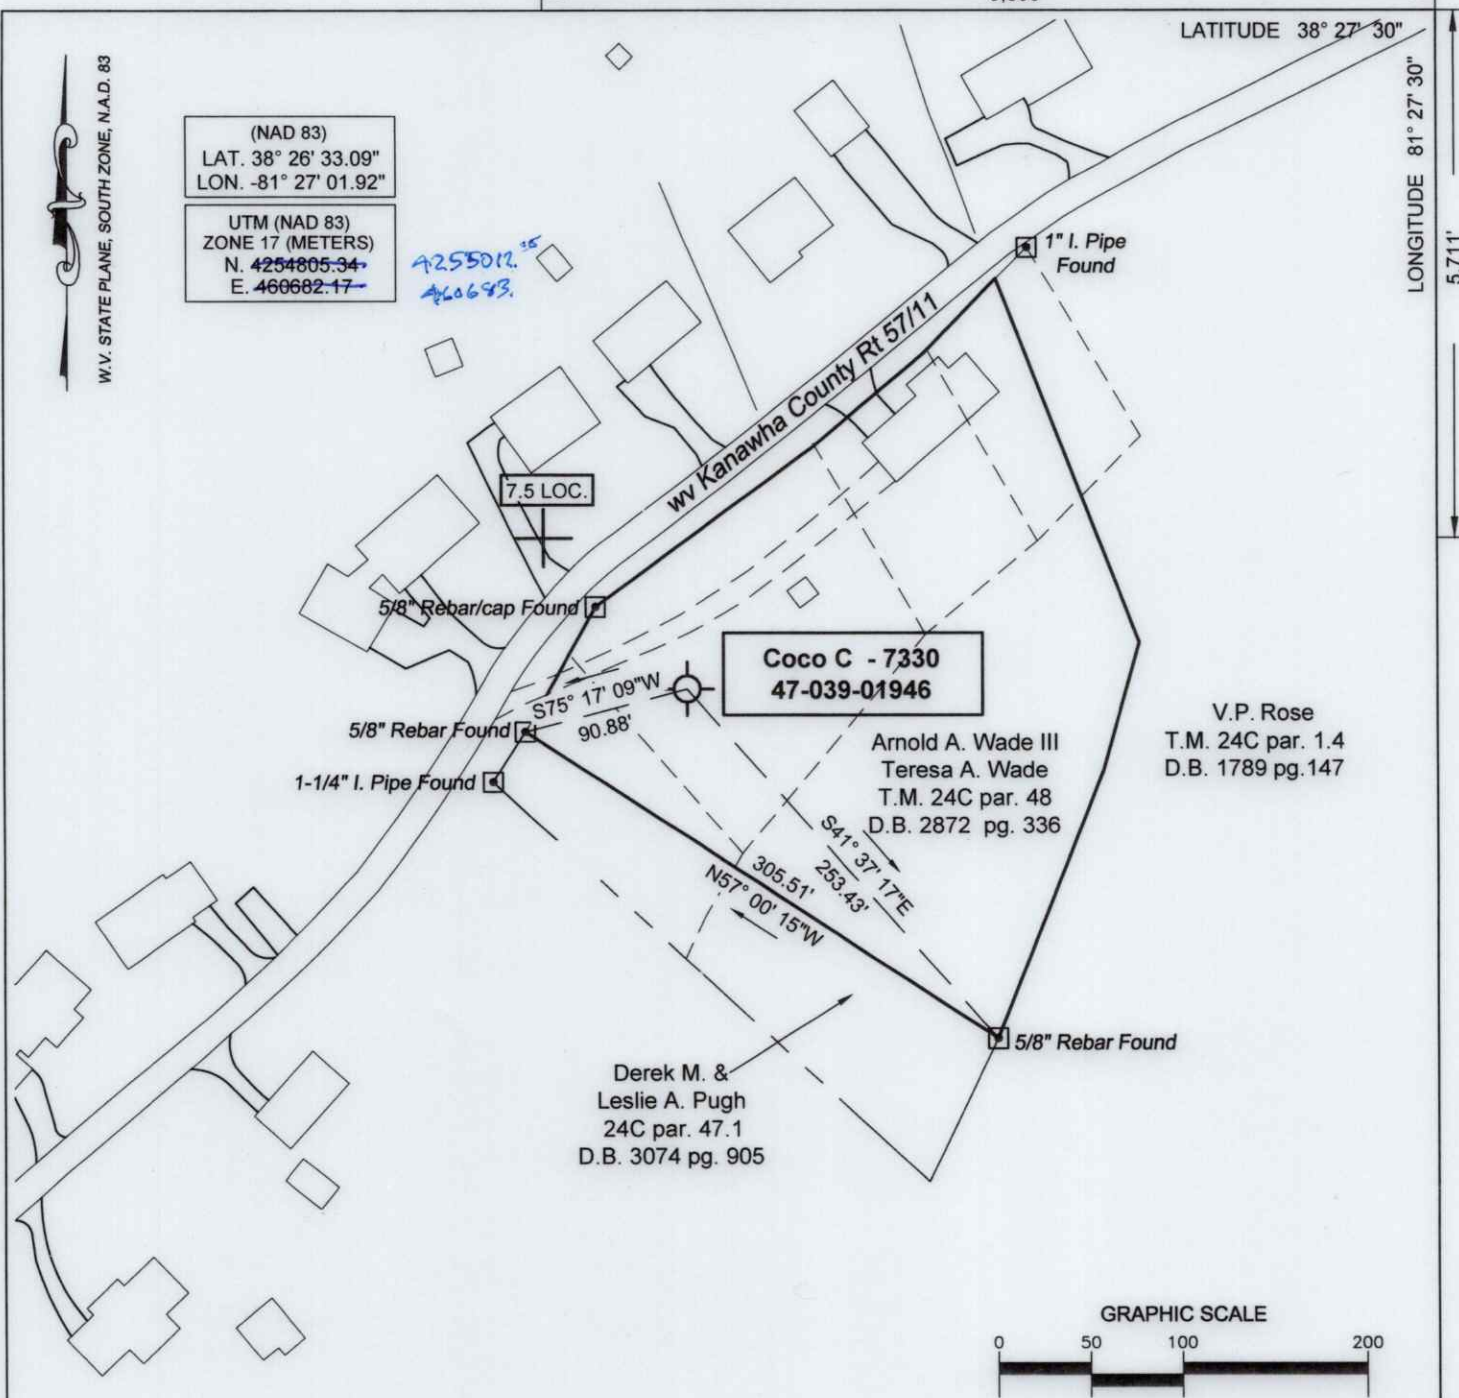 LATITUDE 38° 27' 30"
LONGITUDE 81° 27' 30"
5,711'
W.V. STATE PLANE, SOUTH ZONE, N.A.D. 83
(NAD 83)
LAT. 38° 26' 33.09"
LON. -81° 27' 01.92"
UTM (NAD 83)
ZONE 17 (METERS)
N. 4254805.34
E. 460682.17
4255012.
460683.
1" I. Pipe
Found
wv Kanawha County Rt 57/11
7.5 LOC.
5/8" Rebar/cap Found
Coco C - 7330
47-039-01946
S75° 17' 09"W
90.88'
5/8" Rebar Found
1-1/4" I. Pipe Found
Arnold A. Wade III
Teresa A. Wade
T.M. 24C par. 48
D.B. 2872 pg. 336
V.P. Rose
T.M. 24C par. 1.4
D.B. 1789 pg.147
S41° 37' 17"E
253.43'
305.51'
N57° 00' 15"W
5/8" Rebar Found
Derek M. &
Leslie A. Pugh
24C par. 47.1
D.B. 3074 pg. 905
GRAPHIC SCALE
0 50 100 200